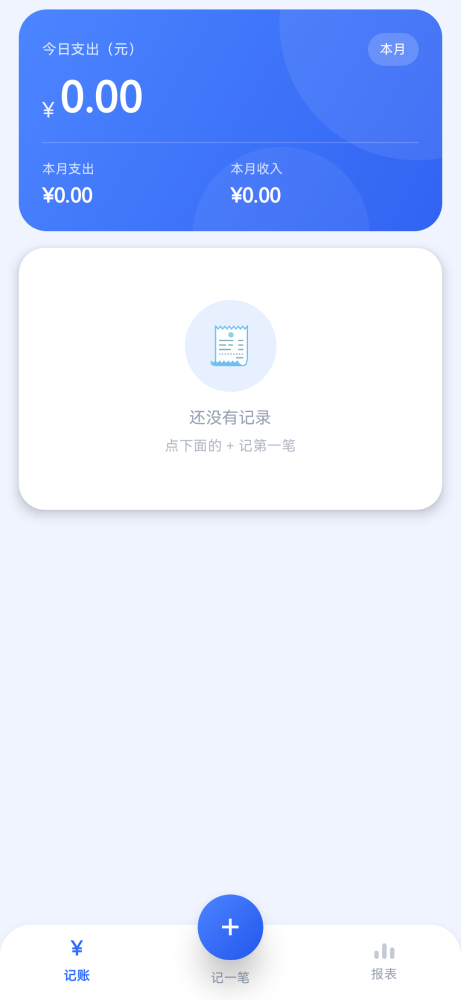 今日支出（元）
本月
¥ 0.00
本月支出
本月收入
¥0.00
¥0.00
还没有记录
点下面的 + 记第一笔
¥
+
记账
记一笔
报表